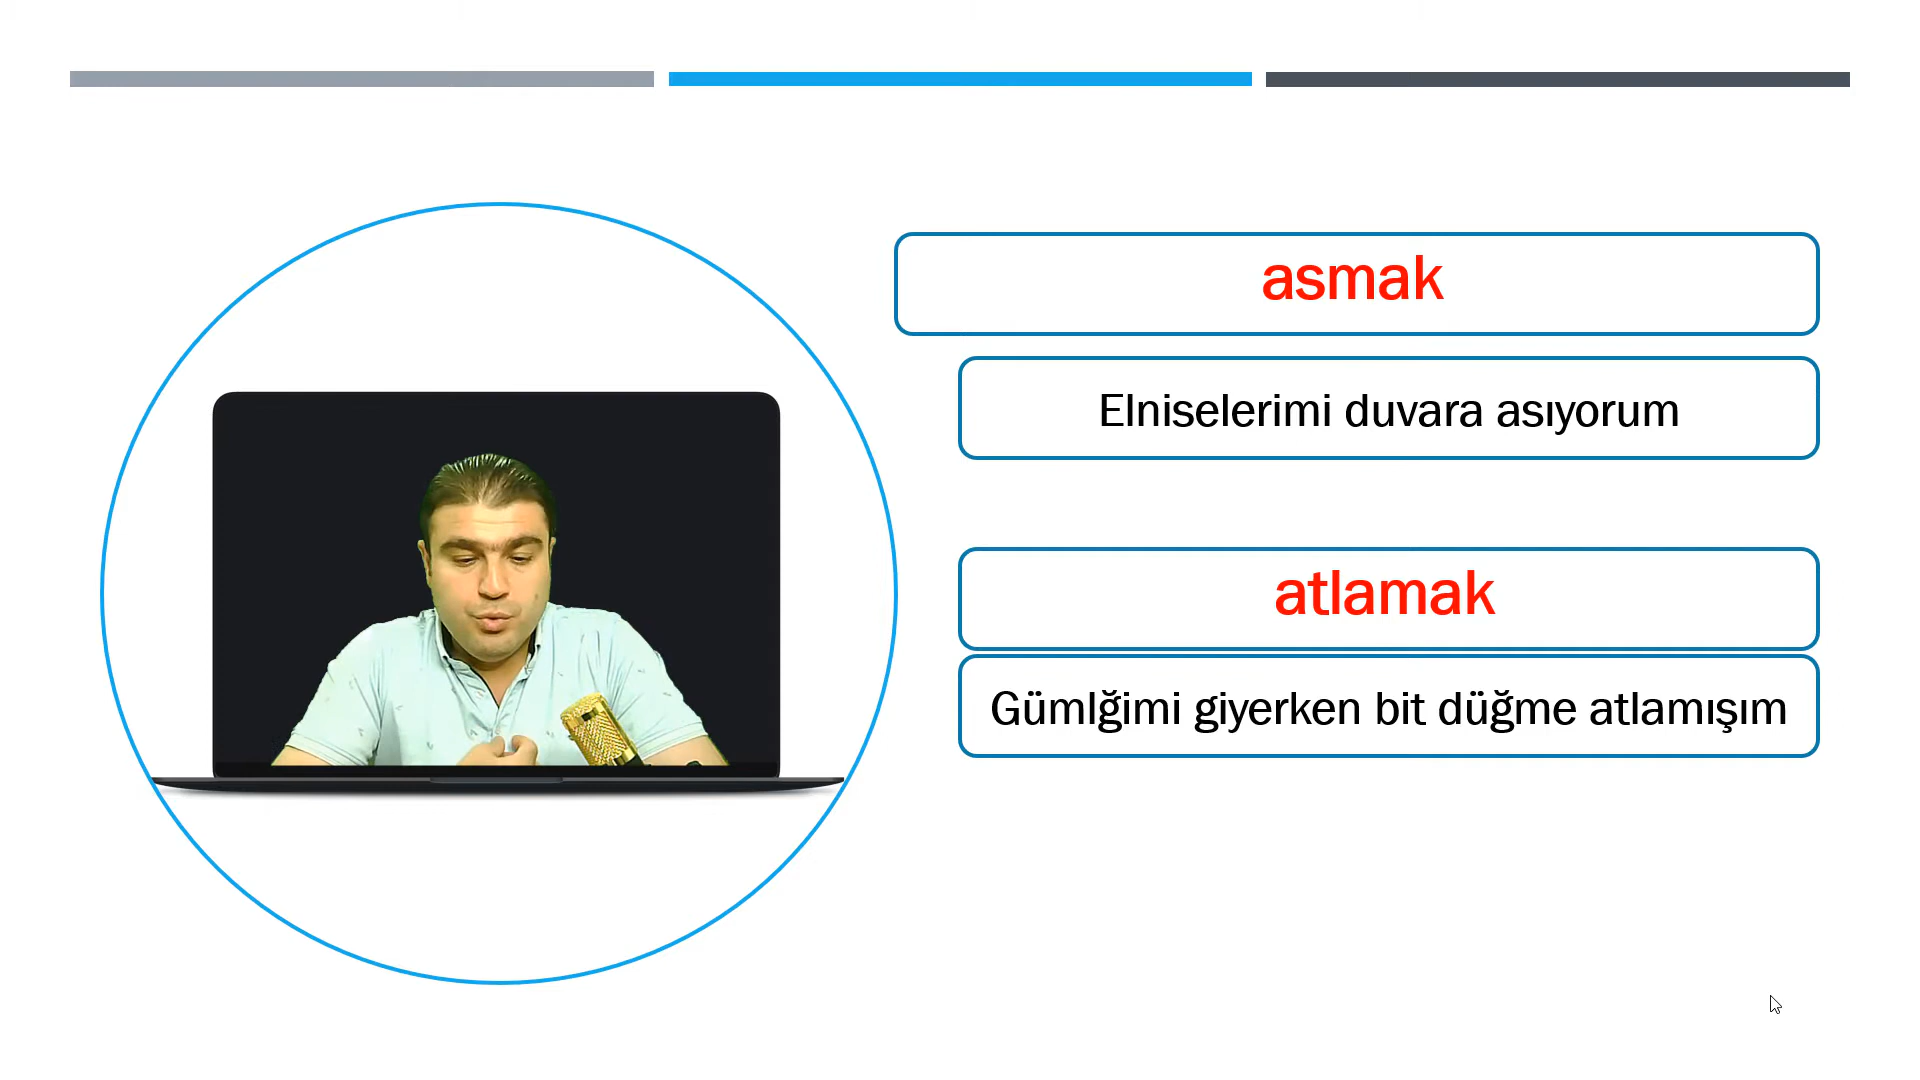 asmak
Elniselerimi duvara asıyorum
atlamak
Gümlğimi giyerken bit düğme atlamışım